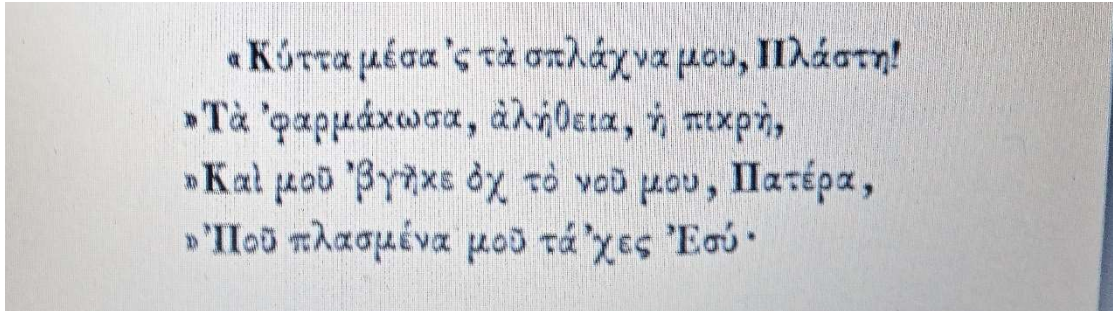 «Κύττα μέσα 'ς τὰ σπλάχνα μου, Πλάστη!
»Τὰ 'φαρμάκωσα, ἀλήθεια, ἡ πικρὴ,
»Καὶ μοῦ 'βγῆκε ὀχ τὸ νοῦ μου, Πατέρα,
»'Ποῦ πλασμένα μοῦ τά 'χες Ἐσύ·